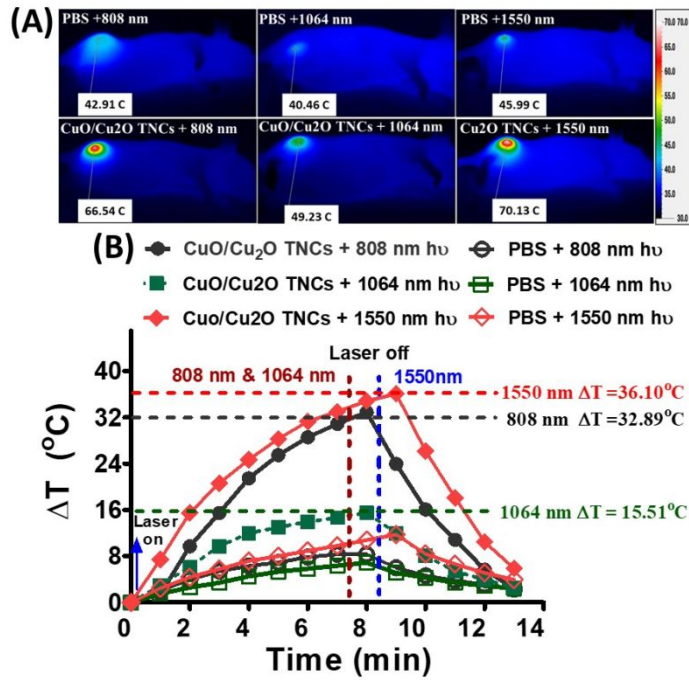 (A)
PBS +808 nm
PBS +1064 nm
PBS +1550 nm
42.91 C
40.46 C
45.99 C
CuO/Cu2O TNCs + 808 nm
CuO/Cu2O TNCs + 1064 nm
Cu2O TNCs + 1550 nm
66.54 C
49.23 C
70.13 C
70.0 70.0
65.0
60.0
55.0
50.0
45.0
40.0
35.0
30.0
(B)
CuO/Cu₂O TNCs + 808 nm hυ
PBS + 808 nm hυ
CuO/Cu2O TNCs + 1064 nm hυ
PBS + 1064 nm hυ
Cuo/Cu2O TNCs + 1550 nm hυ
PBS + 1550 nm hυ
Laser off
808 nm & 1064 nm
1550nm
1550 nm ΔT =36.10°C
808 nm ΔT =32.89°C
1064 nm ΔT = 15.51°C
Laser
on
ΔT (°C)
40
32
24
16
8
0
0 2 4 6 8 10 12 14
Time (min)